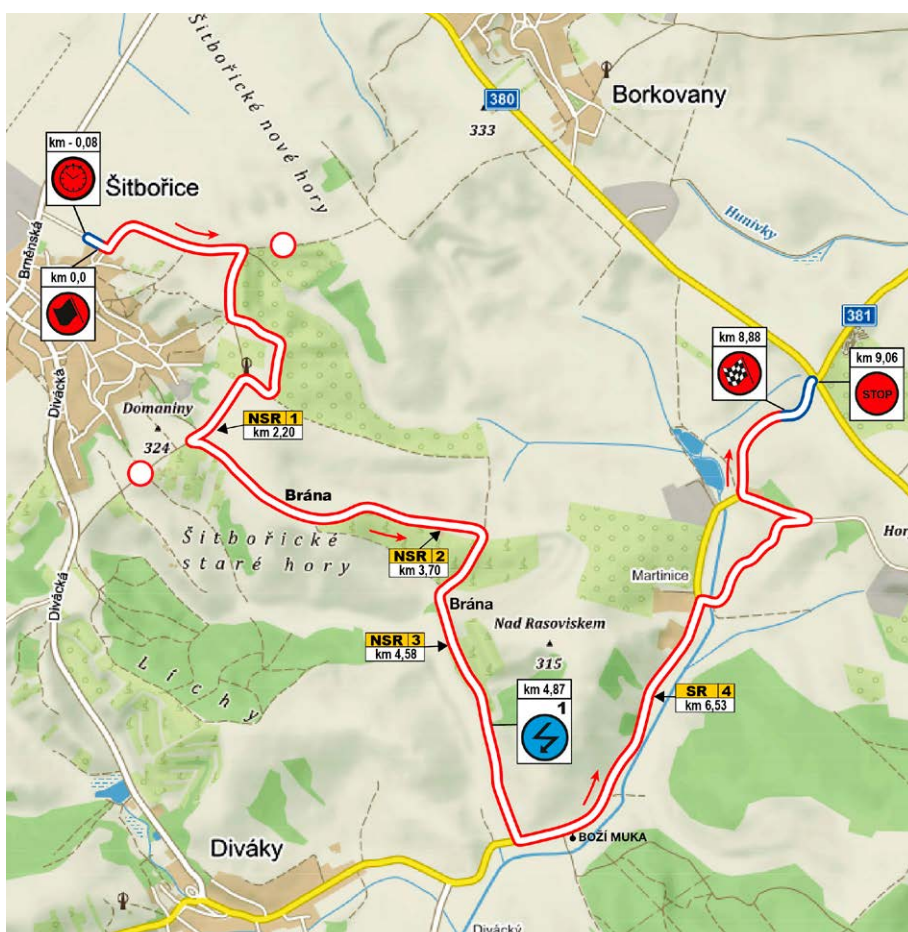 Šitbořické nové hory
380
333
Borkovany
km - 0,08
Šitbořice
Brněnská
Hunivky
km 0,0
381
km 8,88
km 9,06
STOP
Divácká
Domaniny
324
NSR 1
km 2,20
Brána
Šitbořické
staré hory
NSR 2
km 3,70
Hor
Martinice
Brána
Nad Rasoviskem
315
NSR 3
km 4,58
Divácká
Líchy
km 4,87
1
SR 4
km 6,53
BOŽÍ MUKA
Diváky
Divácký